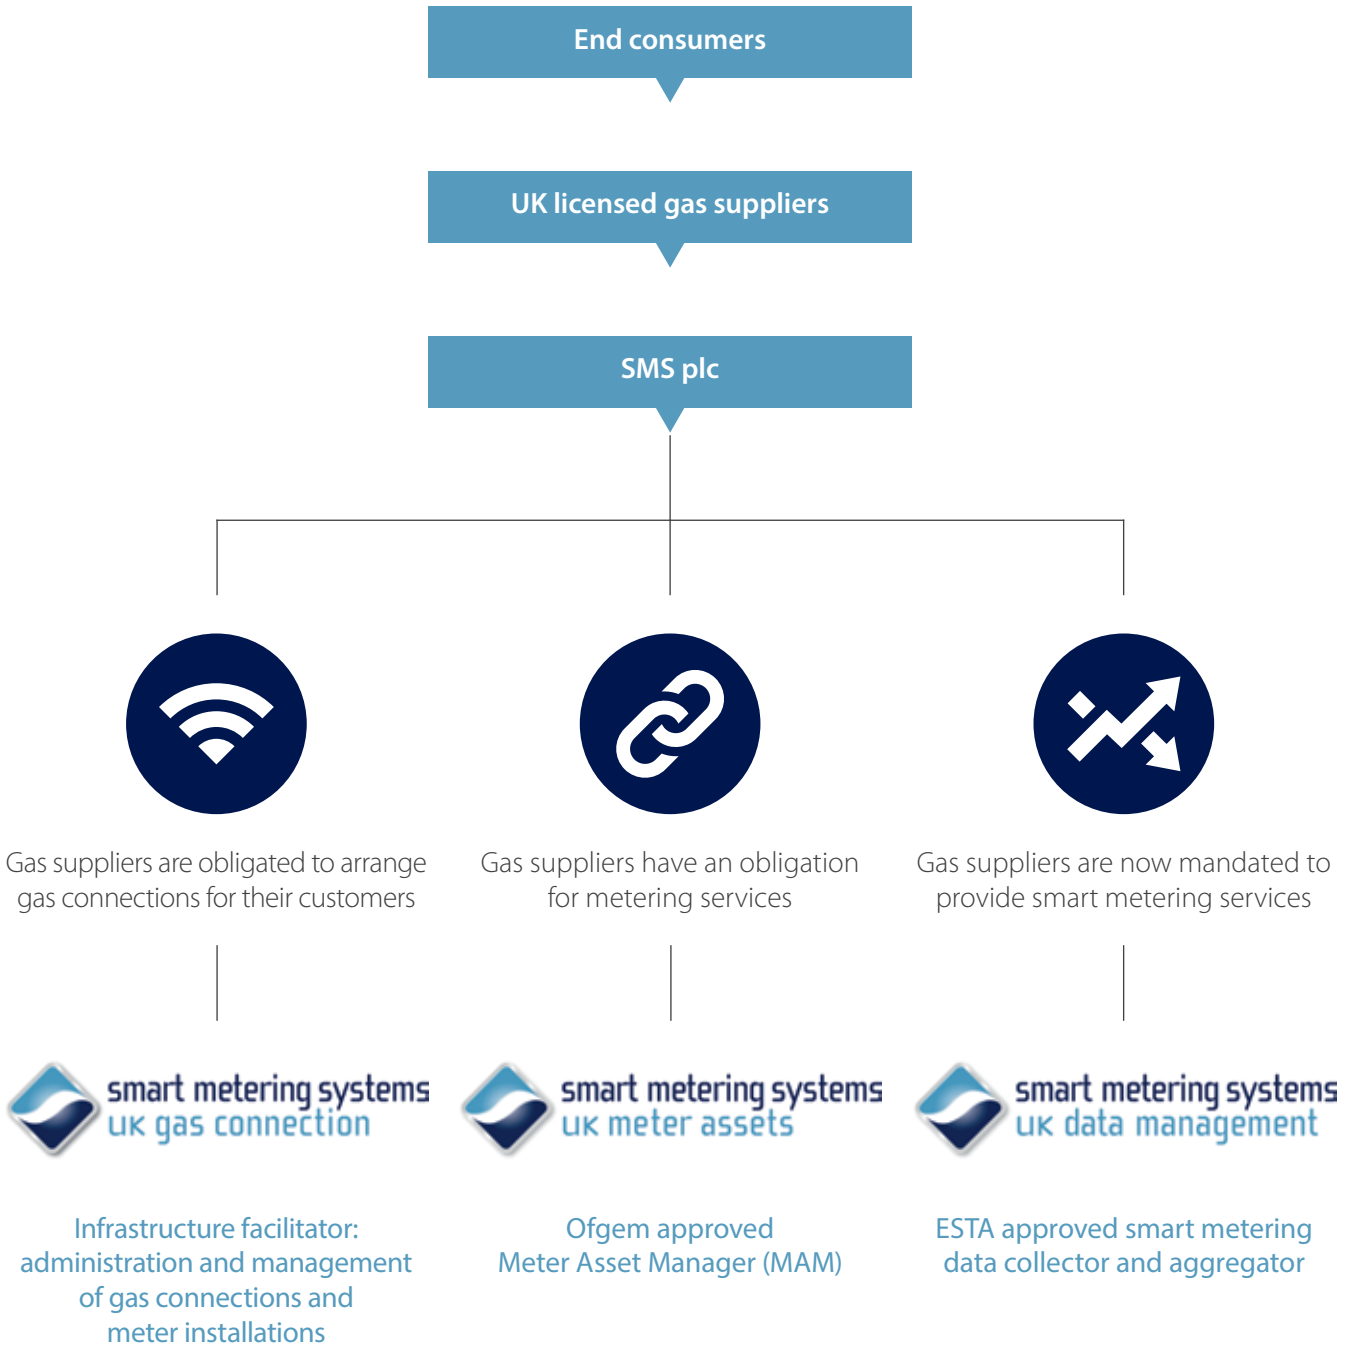 End consumers
UK licensed gas suppliers
SMS plc
Gas suppliers are obligated to arrange
gas connections for their customers
Gas suppliers have an obligation
for metering services
Gas suppliers are now mandated to
provide smart metering services
smart metering systems
uk gas connection
smart metering systems
uk meter assets
smart metering systems
uk data management
Infrastructure facilitator:
administration and management
of gas connections and
meter installations
Ofgem approved
Meter Asset Manager (MAM)
ESTA approved smart metering
data collector and aggregator